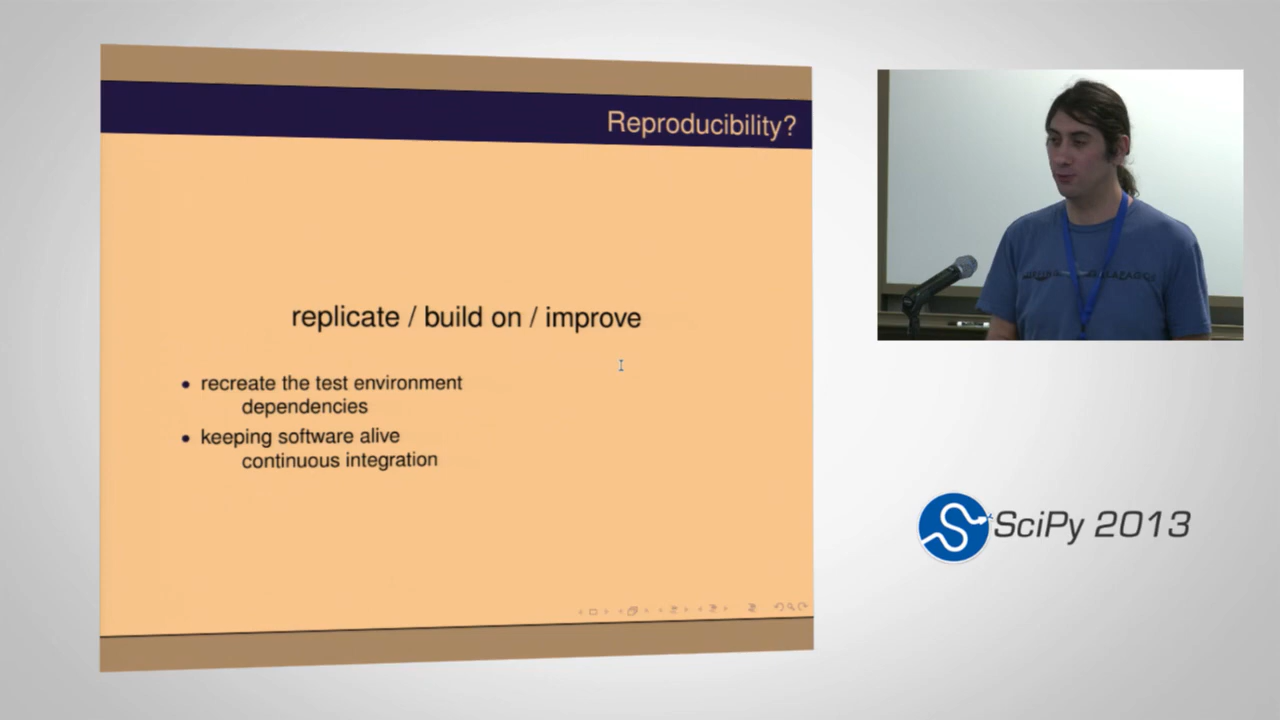 Reproducibility?
replicate / build on / improve
• recreate the test environment
dependencies
• keeping software alive
continuous integration
SciPy 2013